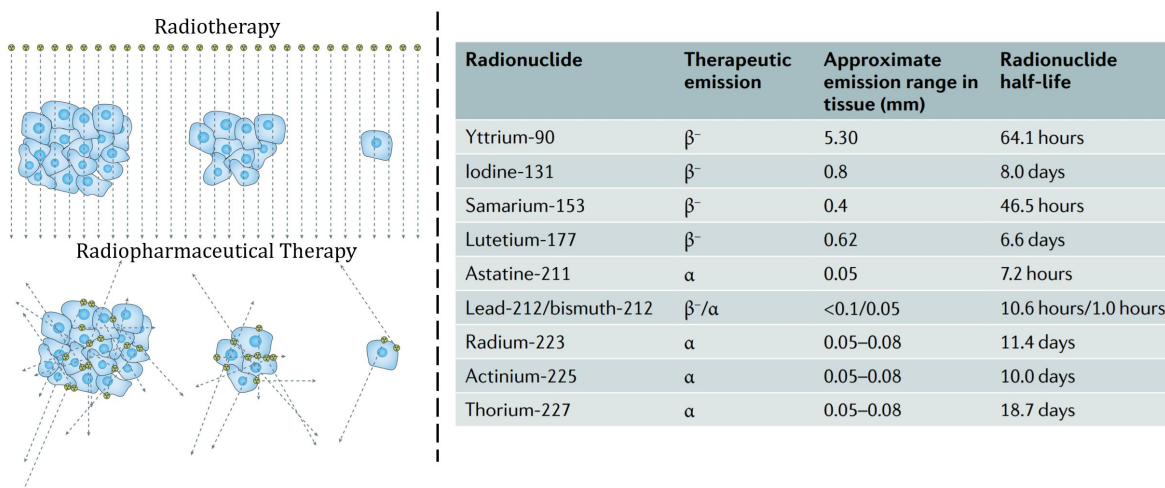 Radiotherapy
Radiopharmaceutical Therapy
Radionuclide Therapeutic emission Approximate emission range in tissue (mm) Radionuclide half-life
Yttrium-90 β⁻ 5.30 64.1 hours
Iodine-131 β⁻ 0.8 8.0 days
Samarium-153 β⁻ 0.4 46.5 hours
Lutetium-177 β⁻ 0.62 6.6 days
Astatine-211 α 0.05 7.2 hours
Lead-212/bismuth-212 β⁻/α <0.1/0.05 10.6 hours/1.0 hours
Radium-223 α 0.05–0.08 11.4 days
Actinium-225 α 0.05–0.08 10.0 days
Thorium-227 α 0.05–0.08 18.7 days